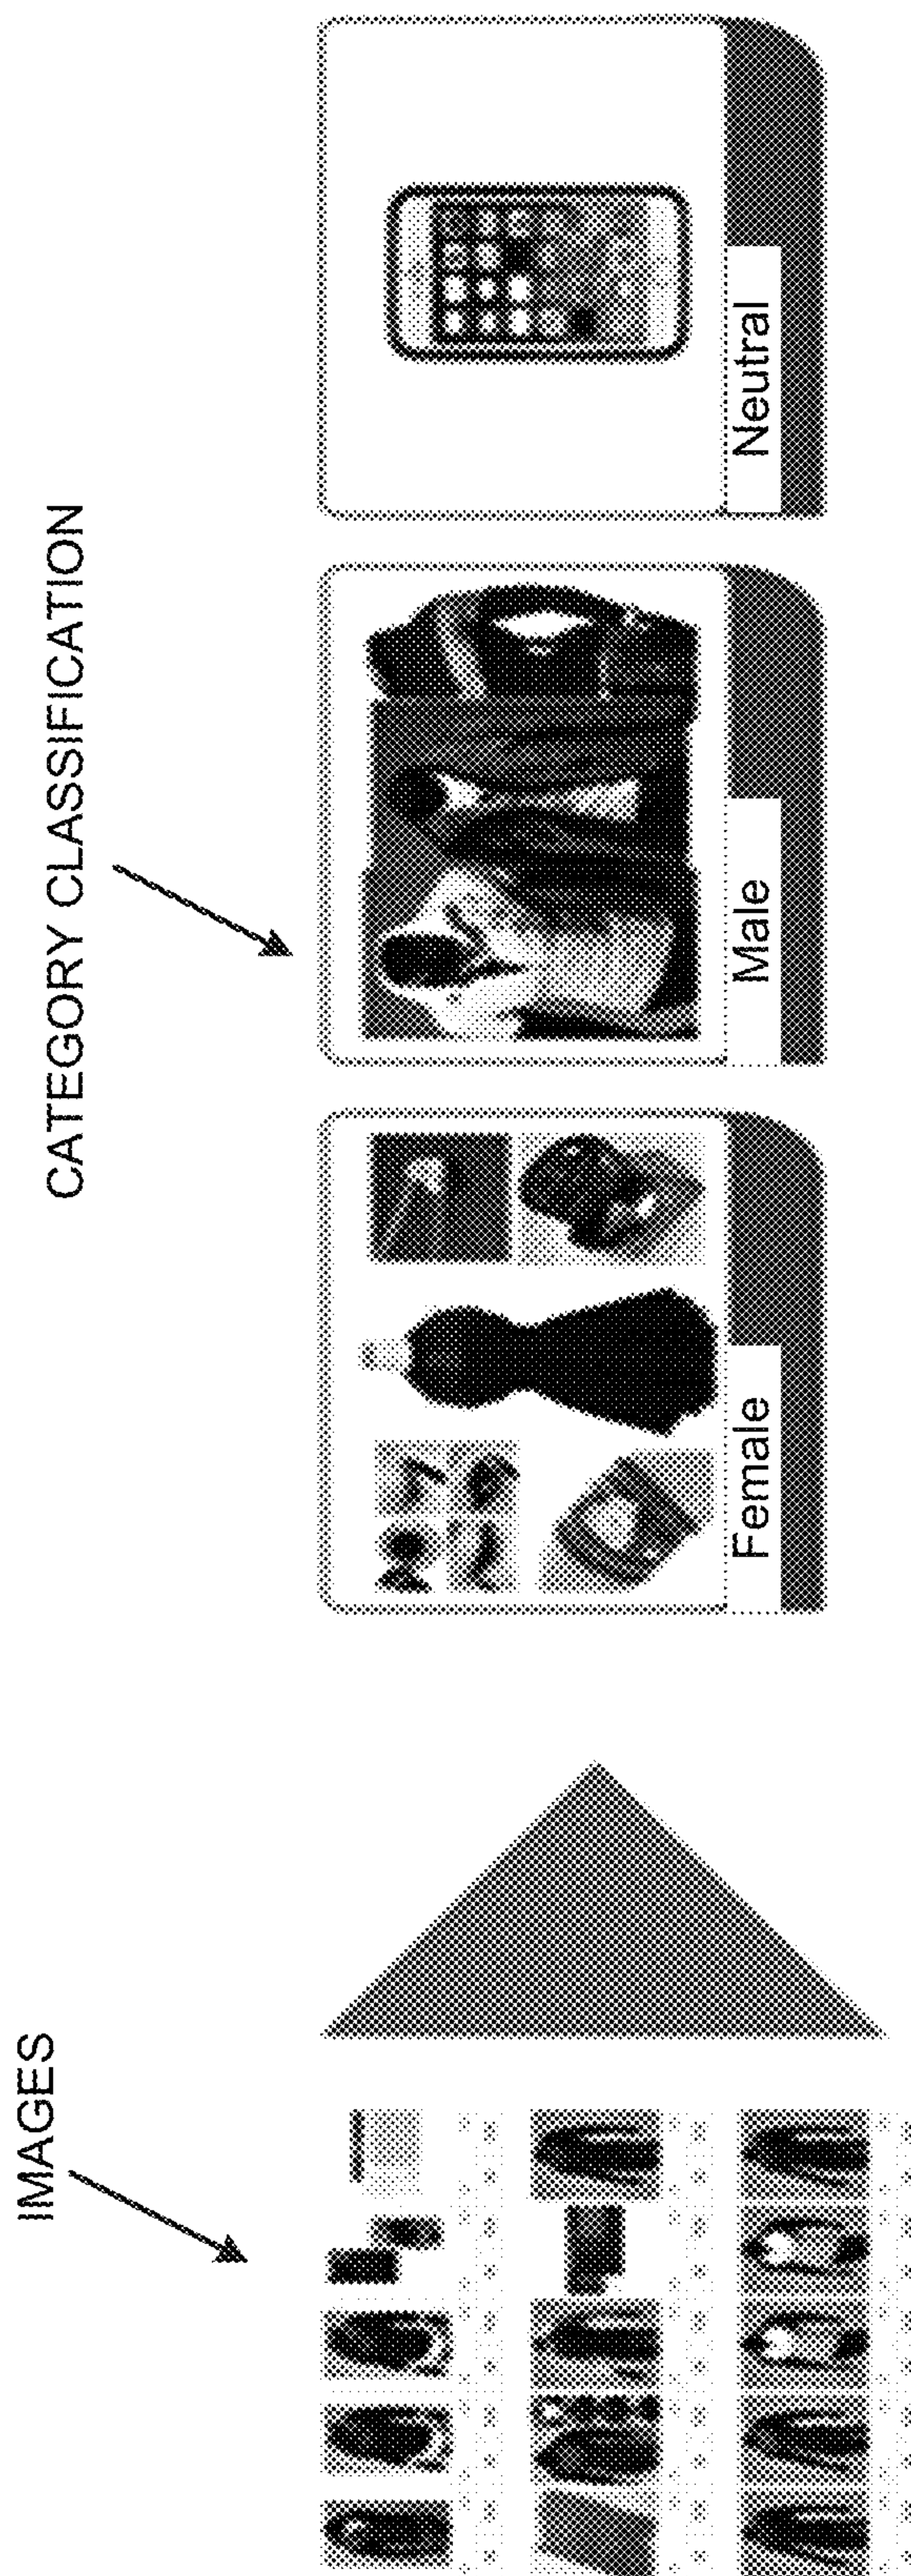 IMAGES
CATEGORY CLASSIFICATION
Female
Male
Neutral